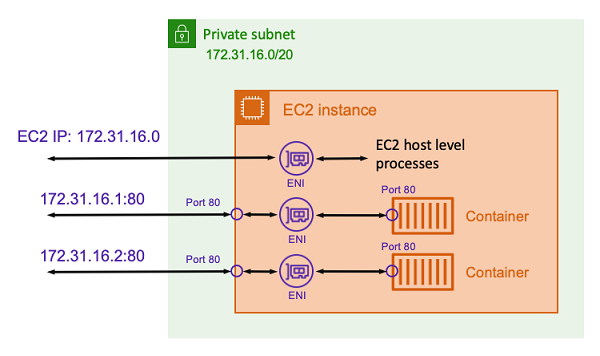 Private subnet
172.31.16.0/20
EC2 instance
EC2 IP: 172.31.16.0
EC2 host level
processes
ENI
172.31.16.1:80
Port 80
Port 80
Container
ENI
172.31.16.2:80
Port 80
Port 80
Container
ENI